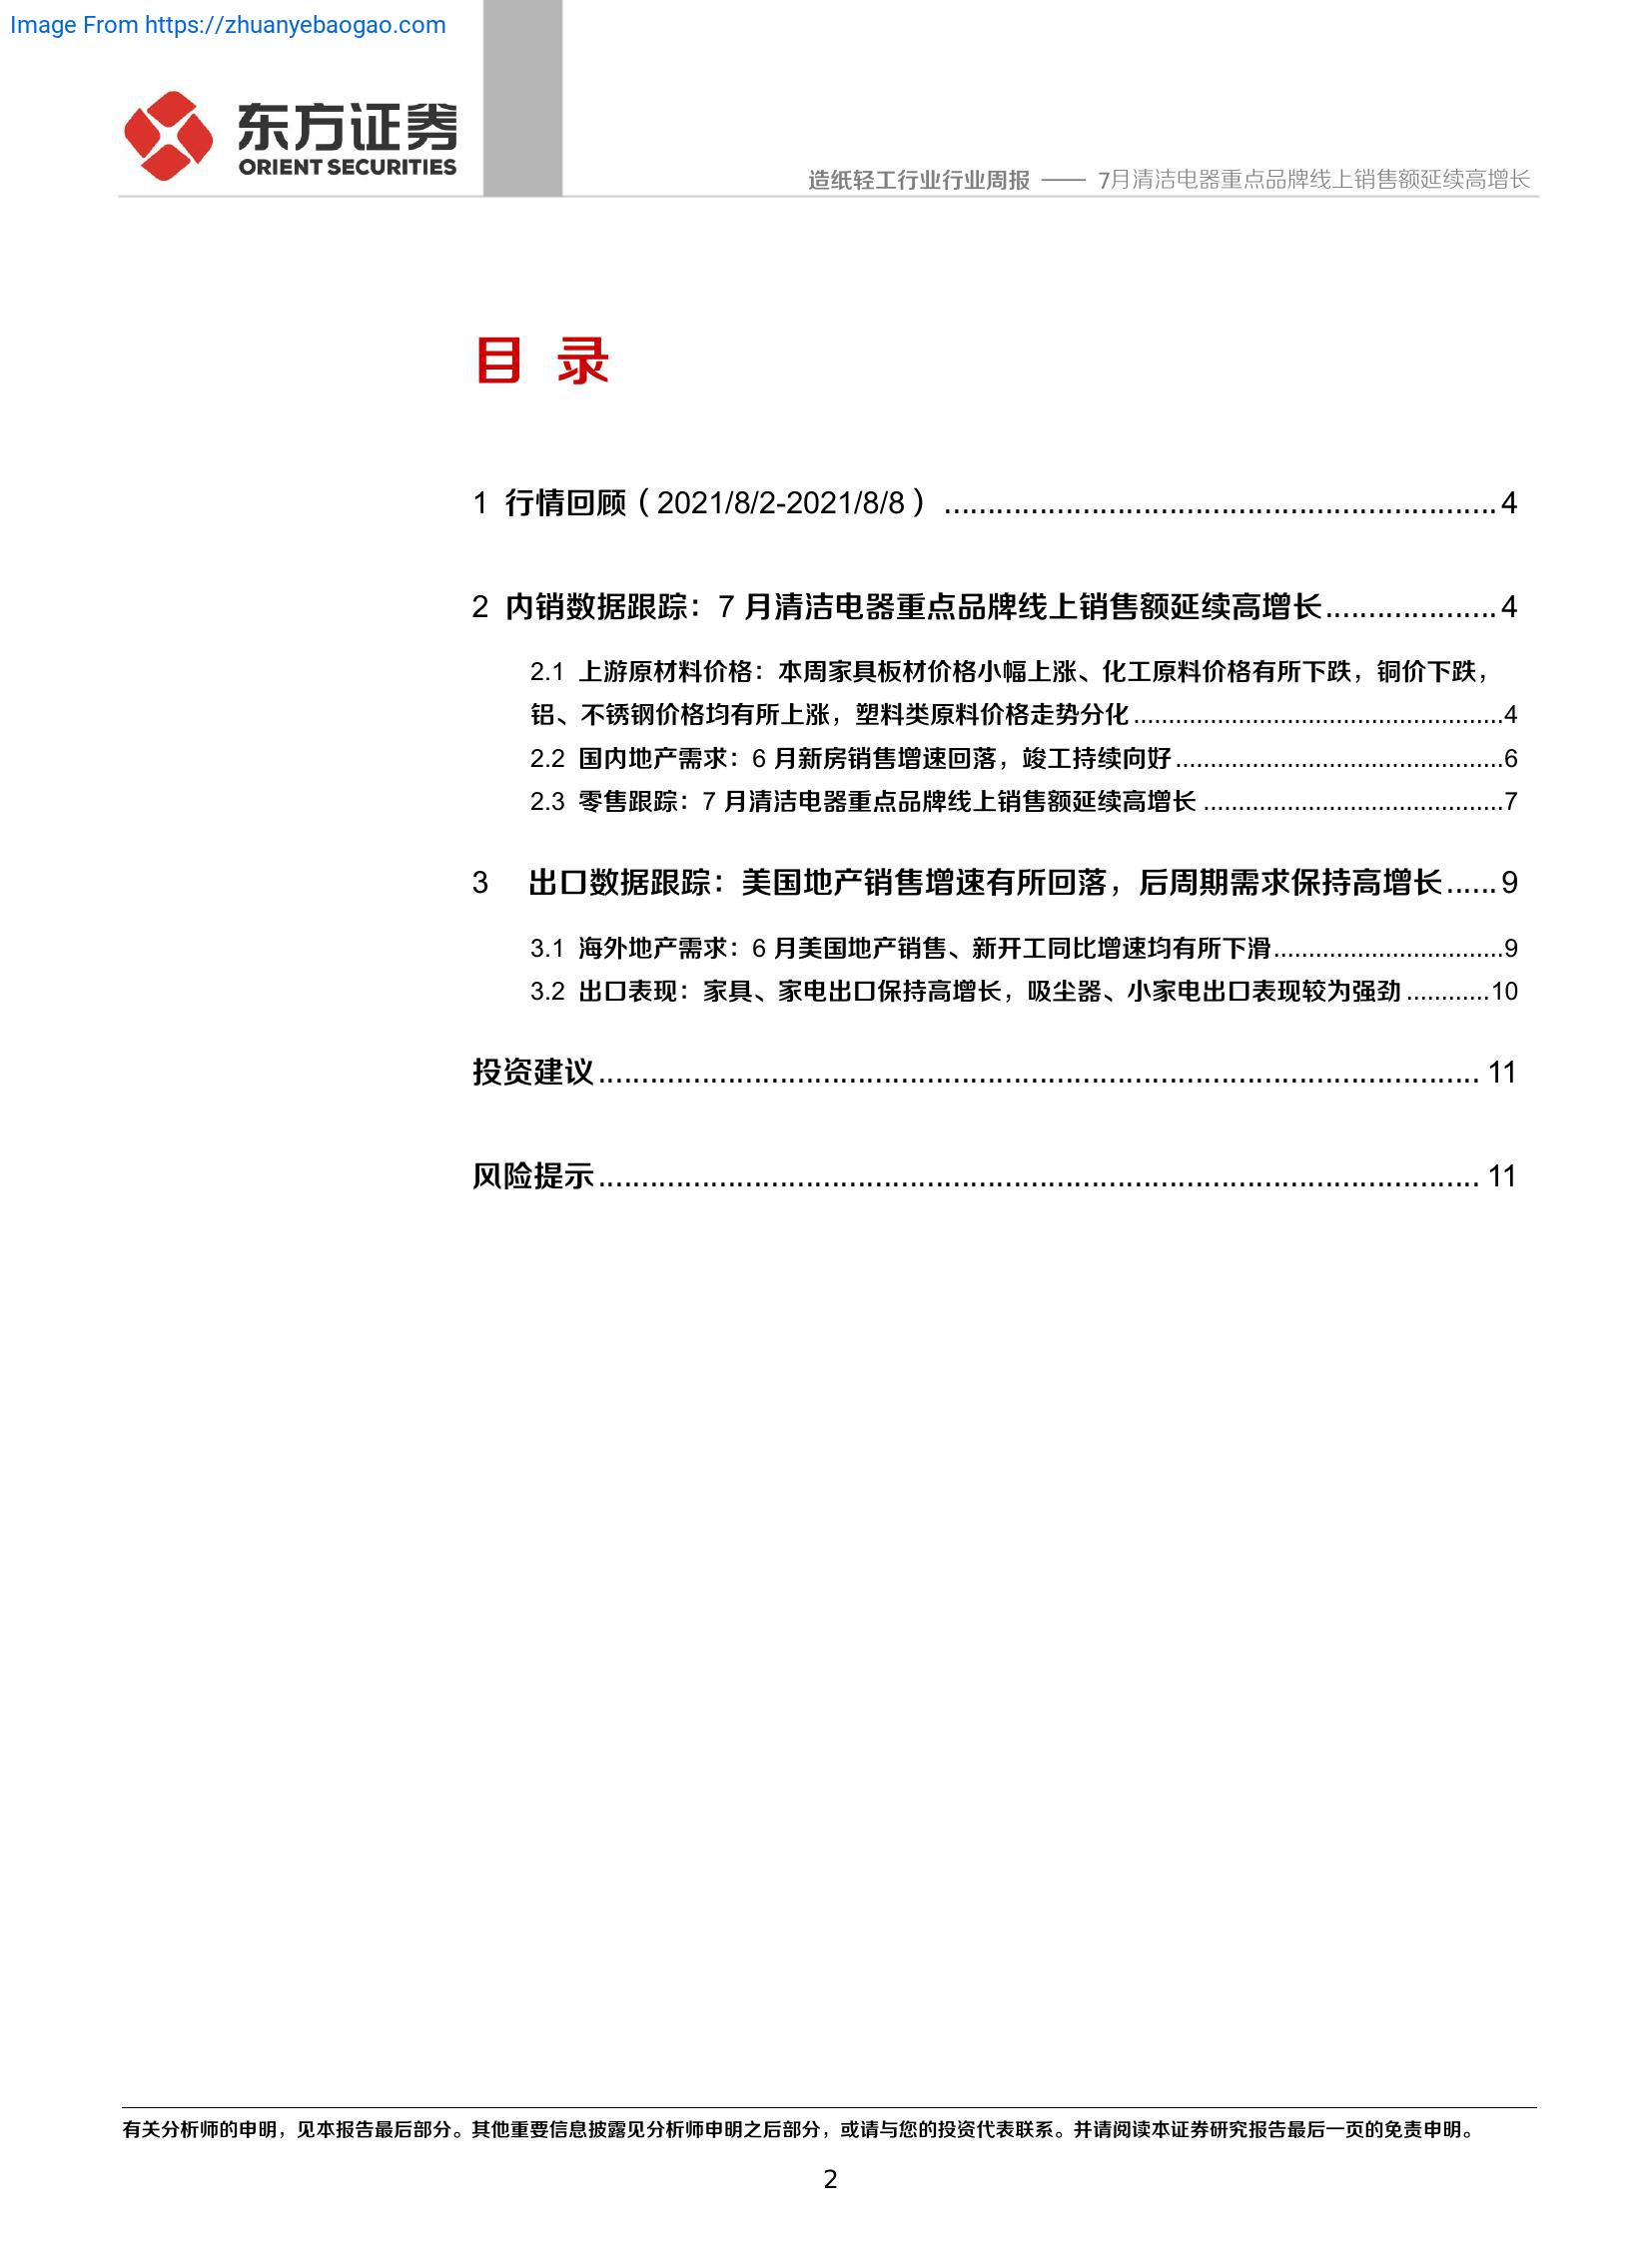 Image From https://zhuanyebaogao.com
东方证券
ORIENT SECURITIES
造纸轻工行业行业周报 —— 7月清洁电器重点品牌线上销售额延续高增长
目 录
1 行情回顾（2021/8/2-2021/8/8）................................................................4
2 内销数据跟踪：7 月清洁电器重点品牌线上销售额延续高增长....................4
2.1 上游原材料价格：本周家具板材价格小幅上涨、化工原料价格有所下跌，铜价下跌，
铝、不锈钢价格均有所上涨，塑料类原料价格走势分化.....................................................4
2.2 国内地产需求：6 月新房销售增速回落，竣工持续向好...............................................6
2.3 零售跟踪：7 月清洁电器重点品牌线上销售额延续高增长...........................................7
3 出口数据跟踪：美国地产销售增速有所回落，后周期需求保持高增长......9
3.1 海外地产需求：6 月美国地产销售、新开工同比增速均有所下滑.................................9
3.2 出口表现：家具、家电出口保持高增长，吸尘器、小家电出口表现较为强劲............10
投资建议...................................................................................................... 11
风险提示...................................................................................................... 11
有关分析师的申明，见本报告最后部分。其他重要信息披露见分析师申明之后部分，或请与您的投资代表联系。并请阅读本证券研究报告最后一页的免责申明。
2